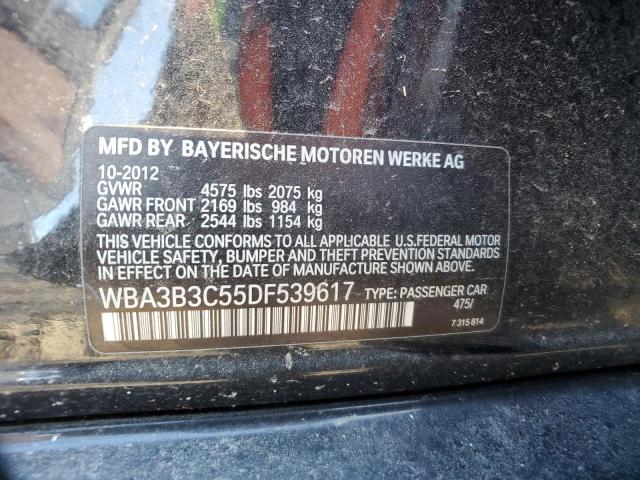 MFD BY BAYERISCHE MOTOREN WERKE AG
10-2012
GVWR 4575 lbs 2075 kg
GAWR FRONT 2169 lbs 984 kg
GAWR REAR 2544 lbs 1154 kg
THIS VEHICLE CONFORMS TO ALL APPLICABLE U.S.FEDERAL MOTOR
VEHICLE SAFETY, BUMPER AND THEFT PREVENTION STANDARDS
IN EFFECT ON THE DATE OF MANUFACTURE SHOWN ABOVE.
WBA3B3C55DF539617 TYPE: PASSENGER CAR
475/
7 315 814